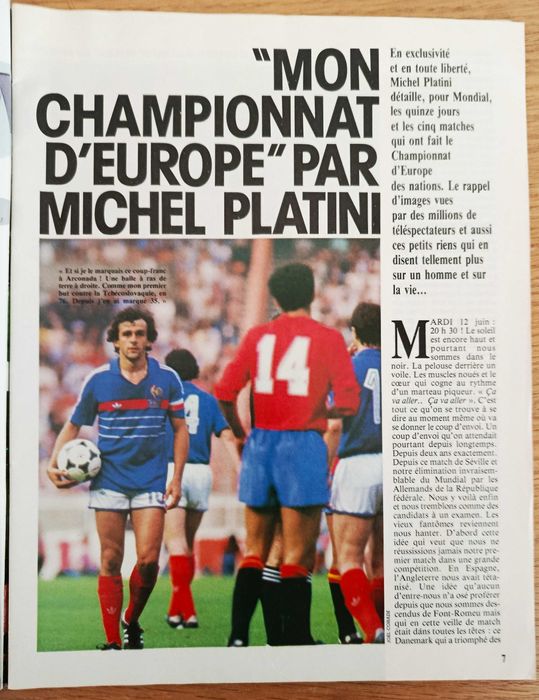 "MON
CHAMPIONNAT
D'EUROPE" PAR
MICHEL PLATINI
En exclusivité
et en toute liberté,
Michel Platini
détaille, pour Mondial,
les quinze jours
et les cinq matches
qui ont fait le
Championnat
d'Europe
des nations. Le rappel
d'images vues
par des millions de
téléspectateurs et aussi
ces petits riens qui en
disent tellement plus
sur un homme et sur
la vie...
« Et si je le marquais ce coup-franc
à Arconada ! Une balle à ras de
terre à droite. Comme mon premier
but contre la Tchécoslovaquie, en
76. Depuis j'en ai marqué 35. »
14
10
MARDI 12 juin :
20 h 30 ! Le soleil
est encore haut et
pourtant nous
sommes dans le
noir. La pelouse derrière un
voile. Les muscles noués et le
cœur qui cogne au rythme
d'un marteau piqueur. « Ça
va aller.. Ça va aller ». C'est
tout ce qu'on se trouve à se
dire au moment même où va
se donner le coup d'envoi. Un
coup d'envoi qu'on attendait
pourtant depuis longtemps.
Depuis deux ans exactement.
Depuis ce match de Séville et
notre élimination invraisem-
blable du Mundial par les
Allemands de la République
fédérale. Nous y voilà enfin
et nous tremblons comme des
candidats à un examen. Les
vieux fantômes reviennent
nous hanter. D'abord cette
idée qui veut que nous ne
réussissions jamais notre pre-
mier match dans une grande
compétition. En Espagne,
l'Angleterre nous avait téta-
nisé. Une idée qu'aucun
d'entre-nous n'a osé proférer
depuis que nous sommes des-
cendus de Font-Romeu mais
qui en cette veille de match
était dans toutes les têtes : ce
Danemark qui a triomphé des
7